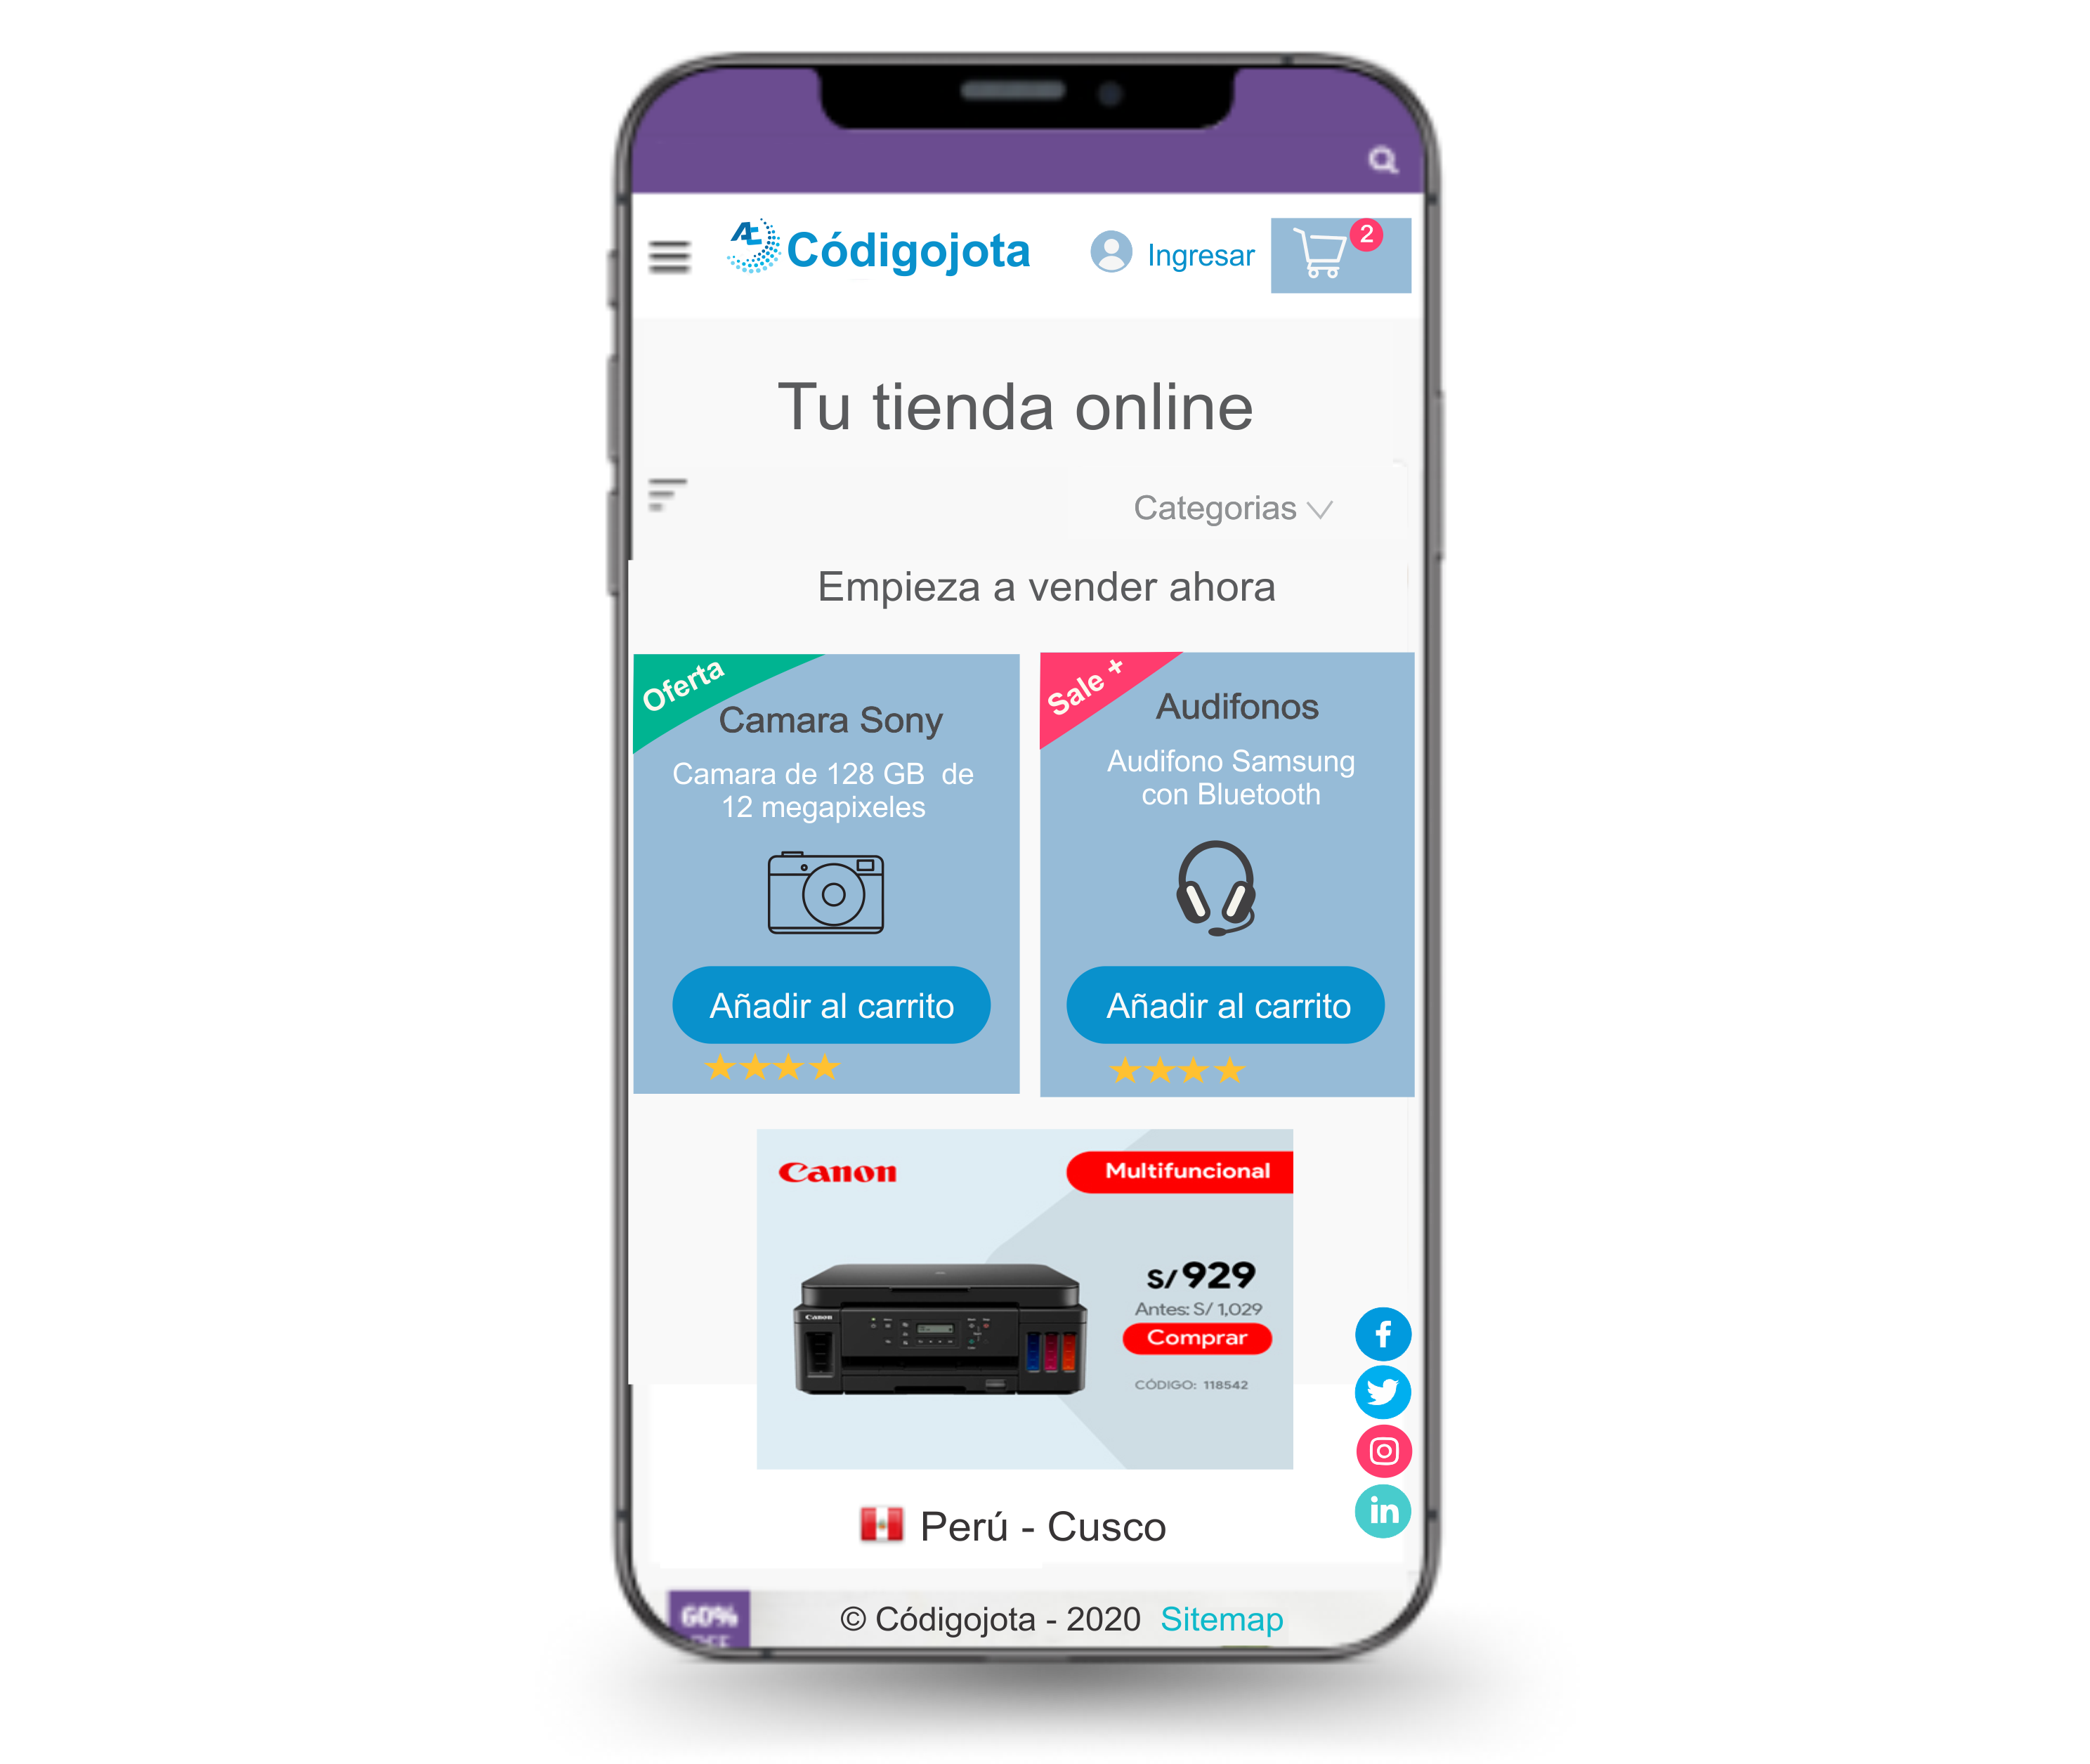 Códigojota
Ingresar
2
Tu tienda online
Categorias
Empieza a vender ahora
Oferta
Camara Sony
Camara de 128 GB de
12 megapixeles
Añadir al carrito
Sale +
Audifonos
Audifono Samsung
con Bluetooth
Añadir al carrito
Canon
Multifuncional
Canon
S/929
Antes: S/ 1,029
Comprar
CÓDIGO: 118542
Perú - Cusco
60%
© Códigojota - 2020 Sitemap